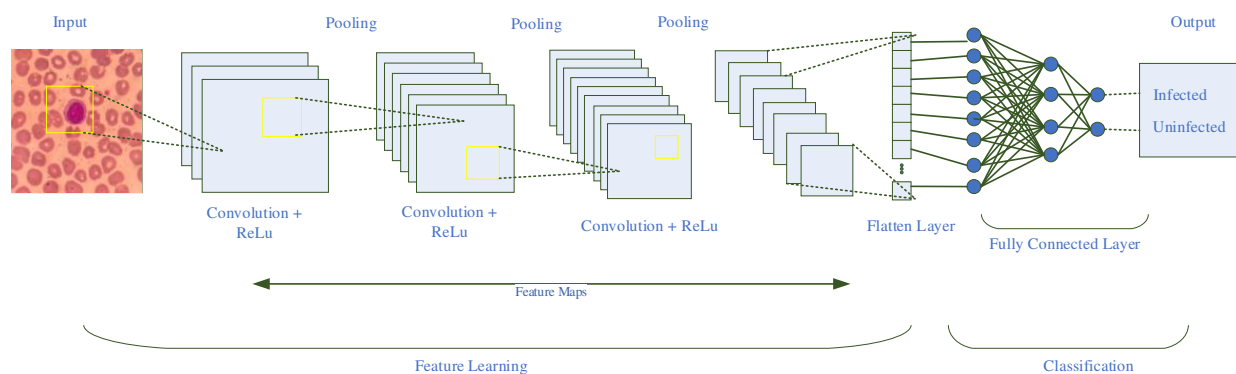 Input
Pooling
Pooling
Pooling
Output
Infected
Uninfected
Convolution +
ReLu
Convolution +
ReLu
Convolution + ReLu
Flatten Layer
Fully Connected Layer
Feature Maps
Feature Learning
Classification